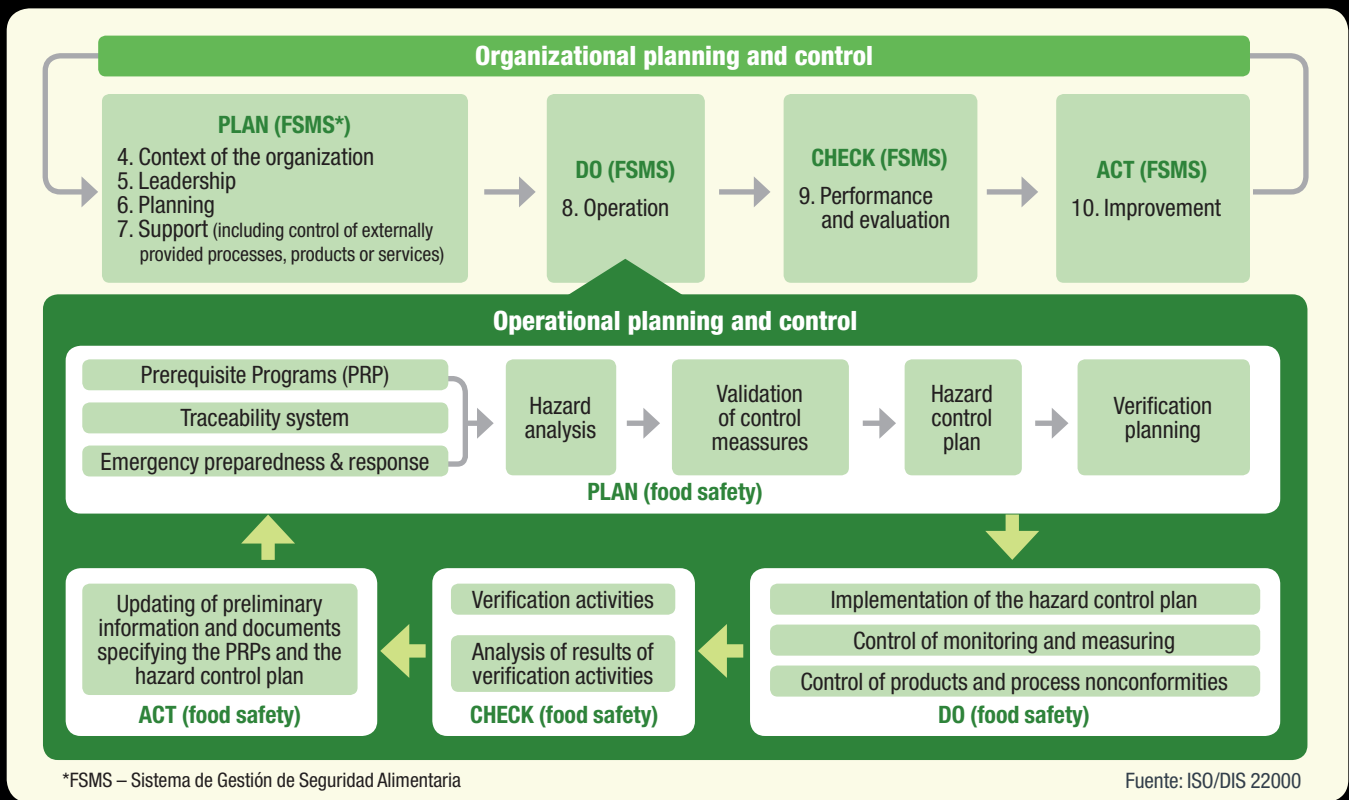 Organizational planning and control
PLAN (FSMS*)
4. Context of the organization
5. Leadership
6. Planning
7. Support (including control of externally
provided processes, products or services)
DO (FSMS)
8. Operation
CHECK (FSMS)
9. Performance
and evaluation
ACT (FSMS)
10. Improvement
Operational planning and control
Prerequisite Programs (PRP)
Traceability system
Emergency preparedness & response
Hazard
analysis
Validation
of control
meassures
Hazard
control
plan
Verification
planning
PLAN (food safety)
Updating of preliminary
information and documents
specifying the PRPs and the
hazard control plan
ACT (food safety)
Verification activities
Analysis of results of
verification activities
CHECK (food safety)
Implementation of the hazard control plan
Control of monitoring and measuring
Control of products and process nonconformities
DO (food safety)
*FSMS – Sistema de Gestión de Seguridad Alimentaria
Fuente: ISO/DIS 22000